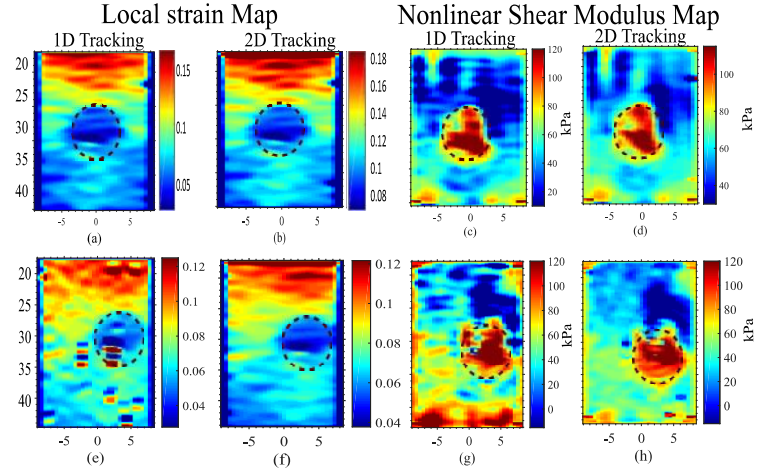 Local strain Map
Nonlinear Shear Modulus Map
1D Tracking
2D Tracking
1D Tracking
2D Tracking
20
25
30
35
40
0.15
0.1
0.05
0.18
0.16
0.14
0.12
0.1
0.08
120
100
80
60
40
20
kPa
100
80
60
40
kPa
-5 0 5
-5 0 5
-5 0 5
-5 0 5
(a)
(b)
(c)
(d)
20
25
30
35
40
0.12
0.1
0.08
0.06
0.04
0.12
0.1
0.08
0.06
0.04
120
100
80
60
40
20
0
kPa
120
100
80
60
40
20
0
kPa
-5 0 5
-5 0 5
-5 0 5
-5 0 5
(e)
(f)
(g)
(h)